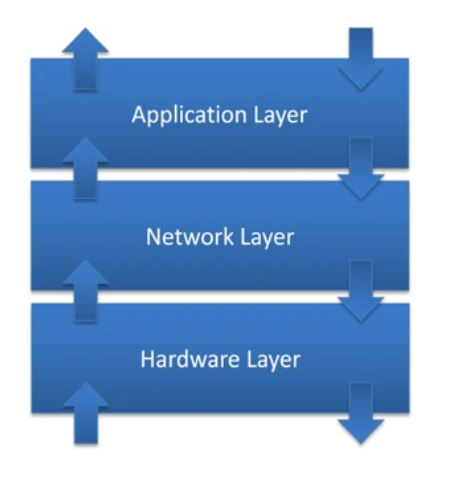 Application Layer
Network Layer
Hardware Layer